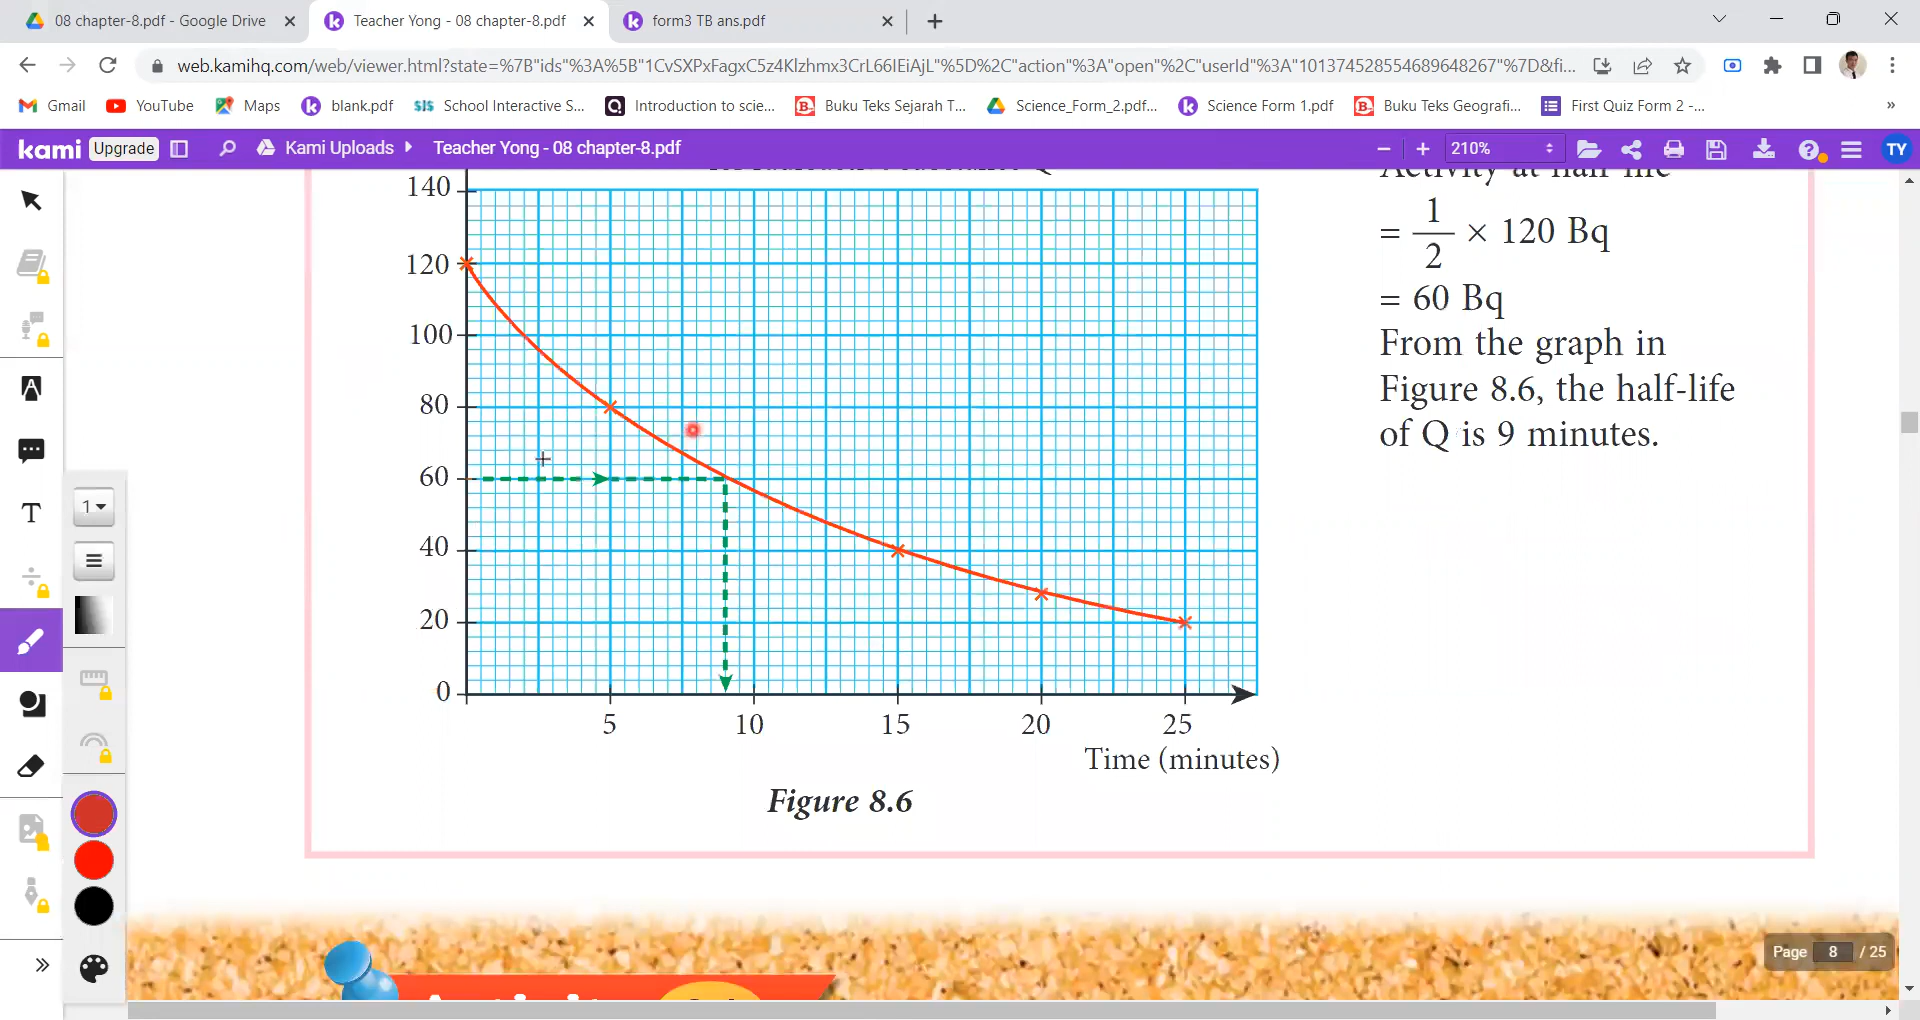 08 chapter-8.pdf - Google Drive
Teacher Yong - 08 chapter-8.pdf
form3 TB ans.pdf
web.kamihq.com/web/viewer.html?state=%7B"ids"%3A%5B"1CvSXPxFagxC5z4Klzhmx3CrL66IEiAjL"%5D%2C"action"%3A"open"%2C"userId"%3A"101374528554689648267"%7D&fi...
Gmail
YouTube
Maps
blank.pdf
SIS School Interactive S...
Introduction to scie...
Buku Teks Sejarah T...
Science_Form_2.pdf...
Science Form 1.pdf
Buku Teks Geografi...
First Quiz Form 2 -...
»
kami Upgrade
Kami Uploads
Teacher Yong - 08 chapter-8.pdf
210%
TY
Activity at half-life
= 1/2 × 120 Bq
= 60 Bq
From the graph in
Figure 8.6, the half-life
of Q is 9 minutes.
140
120
100
80
60
40
20
0
5 10 15 20 25
Time (minutes)
Figure 8.6
T
1
Page 8 / 25